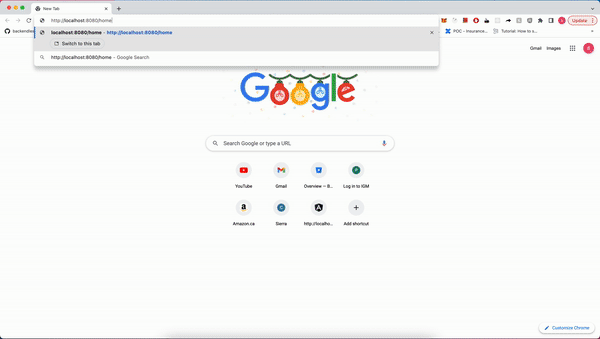 New Tab
http://localhost:8080/home
Update
localhost:8080/home - http://localhost:8080/home
Switch to this tab
http://localhost:8080/home - Google Search
POC - Insurance...
Tutorial: How to a...
Gmail Images
Google
Search Google or type a URL
YouTube
Gmail
Overview — B...
Log in to IGM
Amazon.ca
Sierra
http://localho...
Add shortcut
Customize Chrome